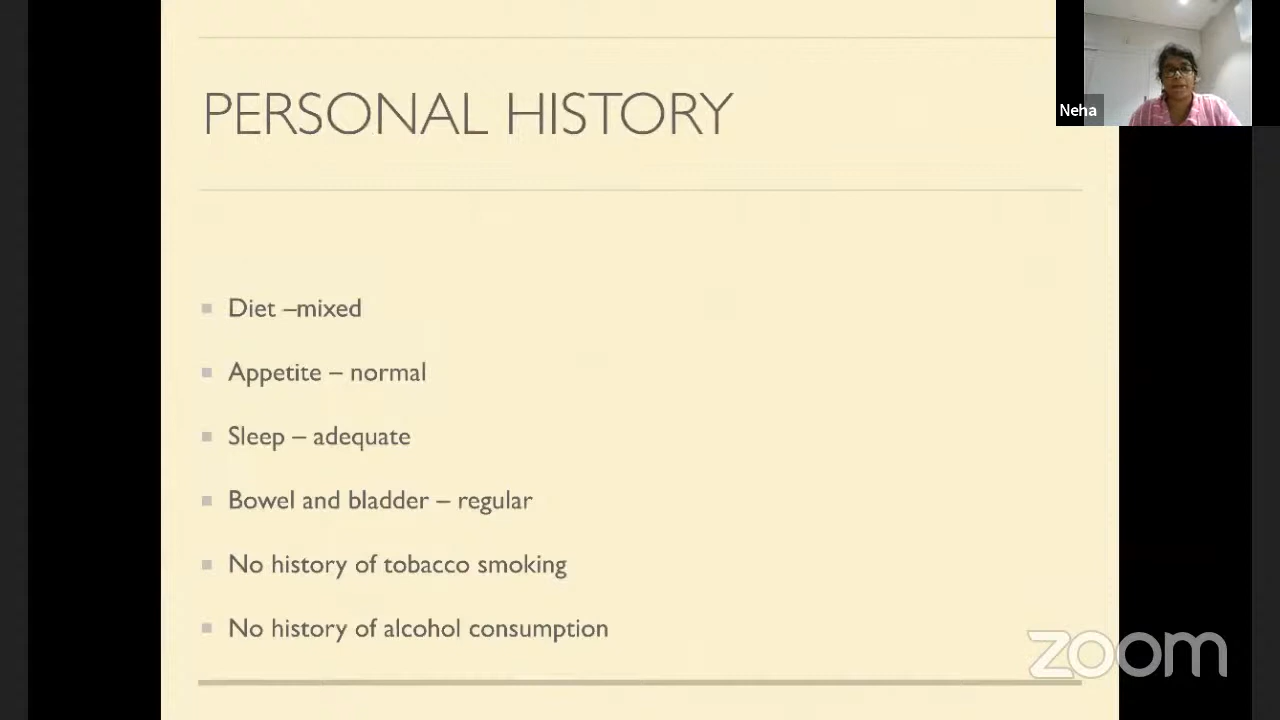 PERSONAL HISTORY
Neha
Diet –mixed
Appetite – normal
Sleep – adequate
Bowel and bladder – regular
No history of tobacco smoking
No history of alcohol consumption
zoom